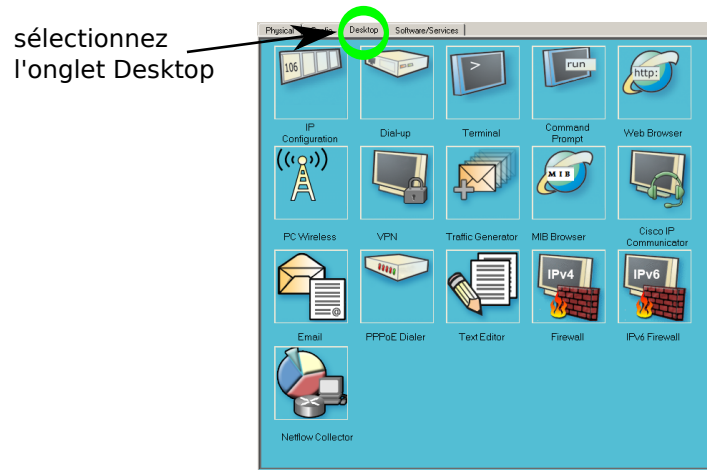 sélectionnez
l'onglet Desktop
Physical Config Desktop Software/Services
106
>
run
http:
IP
Configuration
Dial-up
Terminal
Command
Prompt
Web Browser
MIB
PC Wireless
VPN
Traffic Generator
MIB Browser
Cisco IP
Communicator
@
IPv4
IPv6
Email
PPPoE Dialer
Text Editor
Firewall
IPv6 Firewall
Netflow Collector